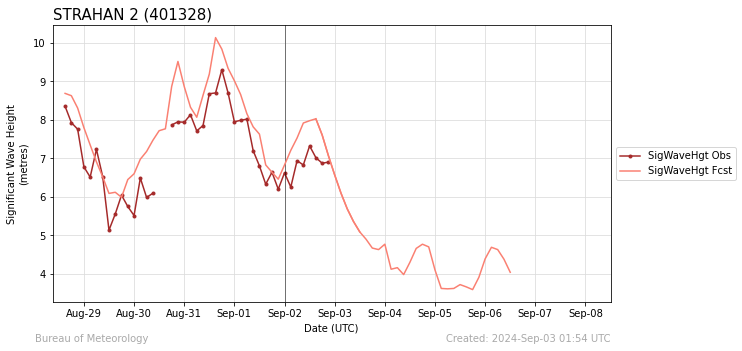 STRAHAN 2 (401328)
10
9
8
7
6
5
4
Significant Wave Height
(metres)
SigWaveHgt Obs
SigWaveHgt Fcst
Aug-29 Aug-30 Aug-31 Sep-01 Sep-02 Sep-03 Sep-04 Sep-05 Sep-06 Sep-07 Sep-08
Date (UTC)
Bureau of Meteorology Created: 2024-Sep-03 01:54 UTC